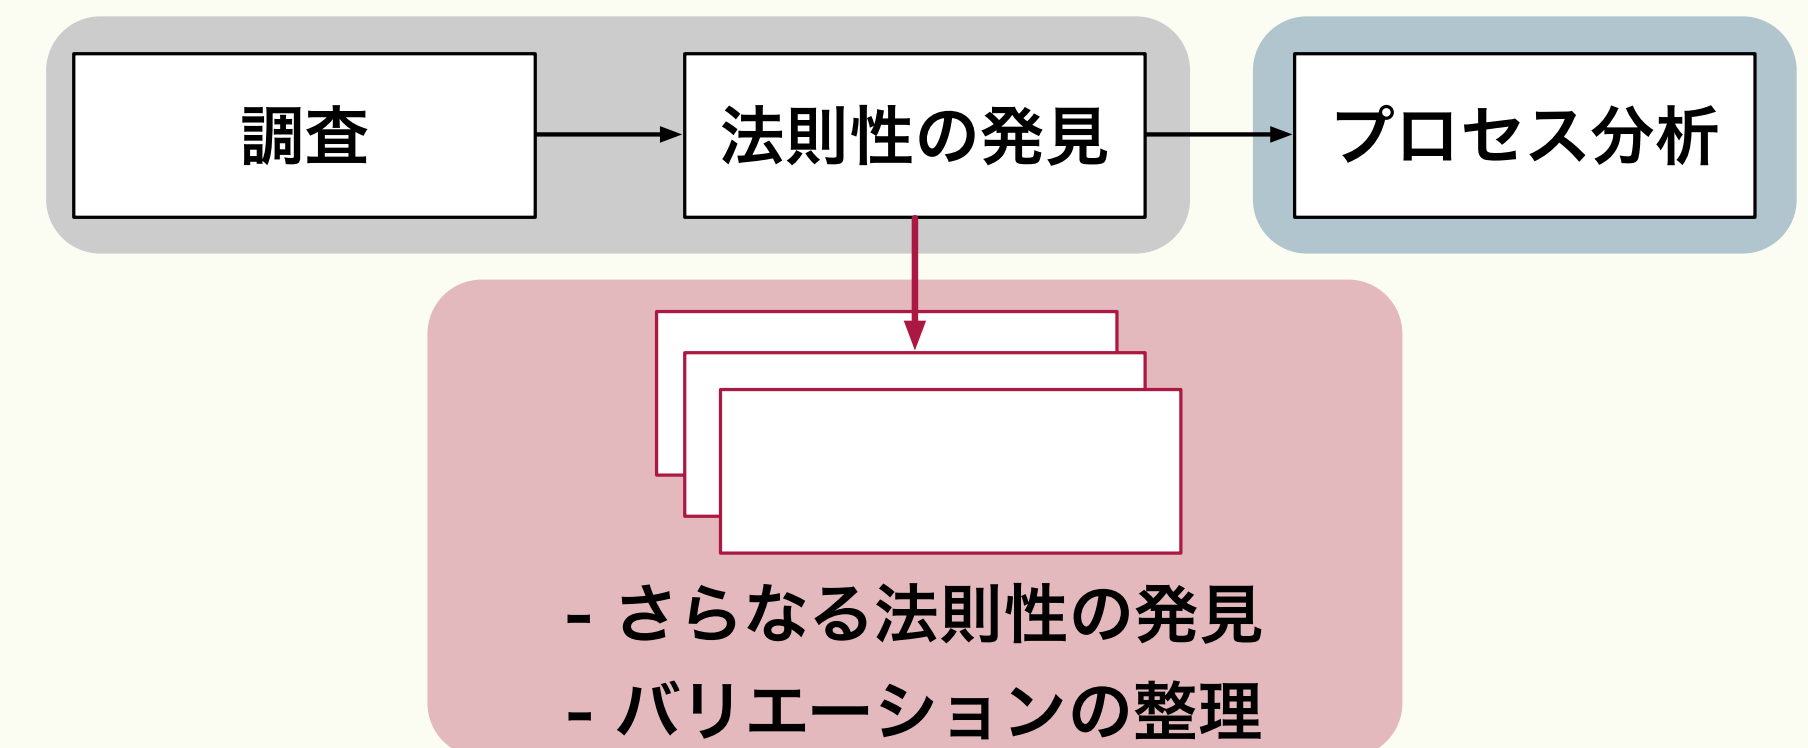 調査
法則性の発見
プロセス分析
- さらなる法則性の発見
- バリエーションの整理